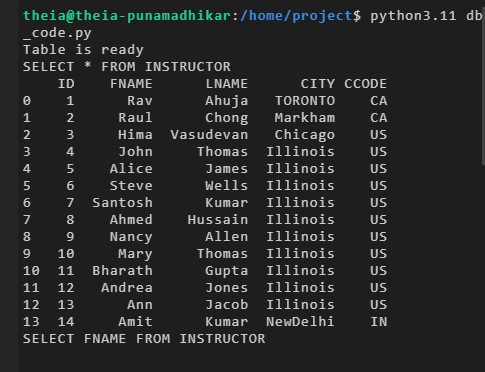 theia@theia-punamadhikar:/home/project$ python3.11 db
_code.py
Table is ready
SELECT * FROM INSTRUCTOR
    ID    FNAME      LNAME      CITY CCODE
0    1      Rav      Ahuja   TORONTO    CA
1    2     Raul      Chong   Markham    CA
2    3     Hima  Vasudevan   Chicago    US
3    4     John     Thomas  Illinois    US
4    5    Alice      James  Illinois    US
5    6    Steve      Wells  Illinois    US
6    7  Santosh      Kumar  Illinois    US
7    8    Ahmed    Hussain  Illinois    US
8    9    Nancy      Allen  Illinois    US
9   10     Mary     Thomas  Illinois    US
10  11  Bharath      Gupta  Illinois    US
11  12   Andrea      Jones  Illinois    US
12  13      Ann      Jacob  Illinois    US
13  14     Amit      Kumar  NewDelhi    IN
SELECT FNAME FROM INSTRUCTOR